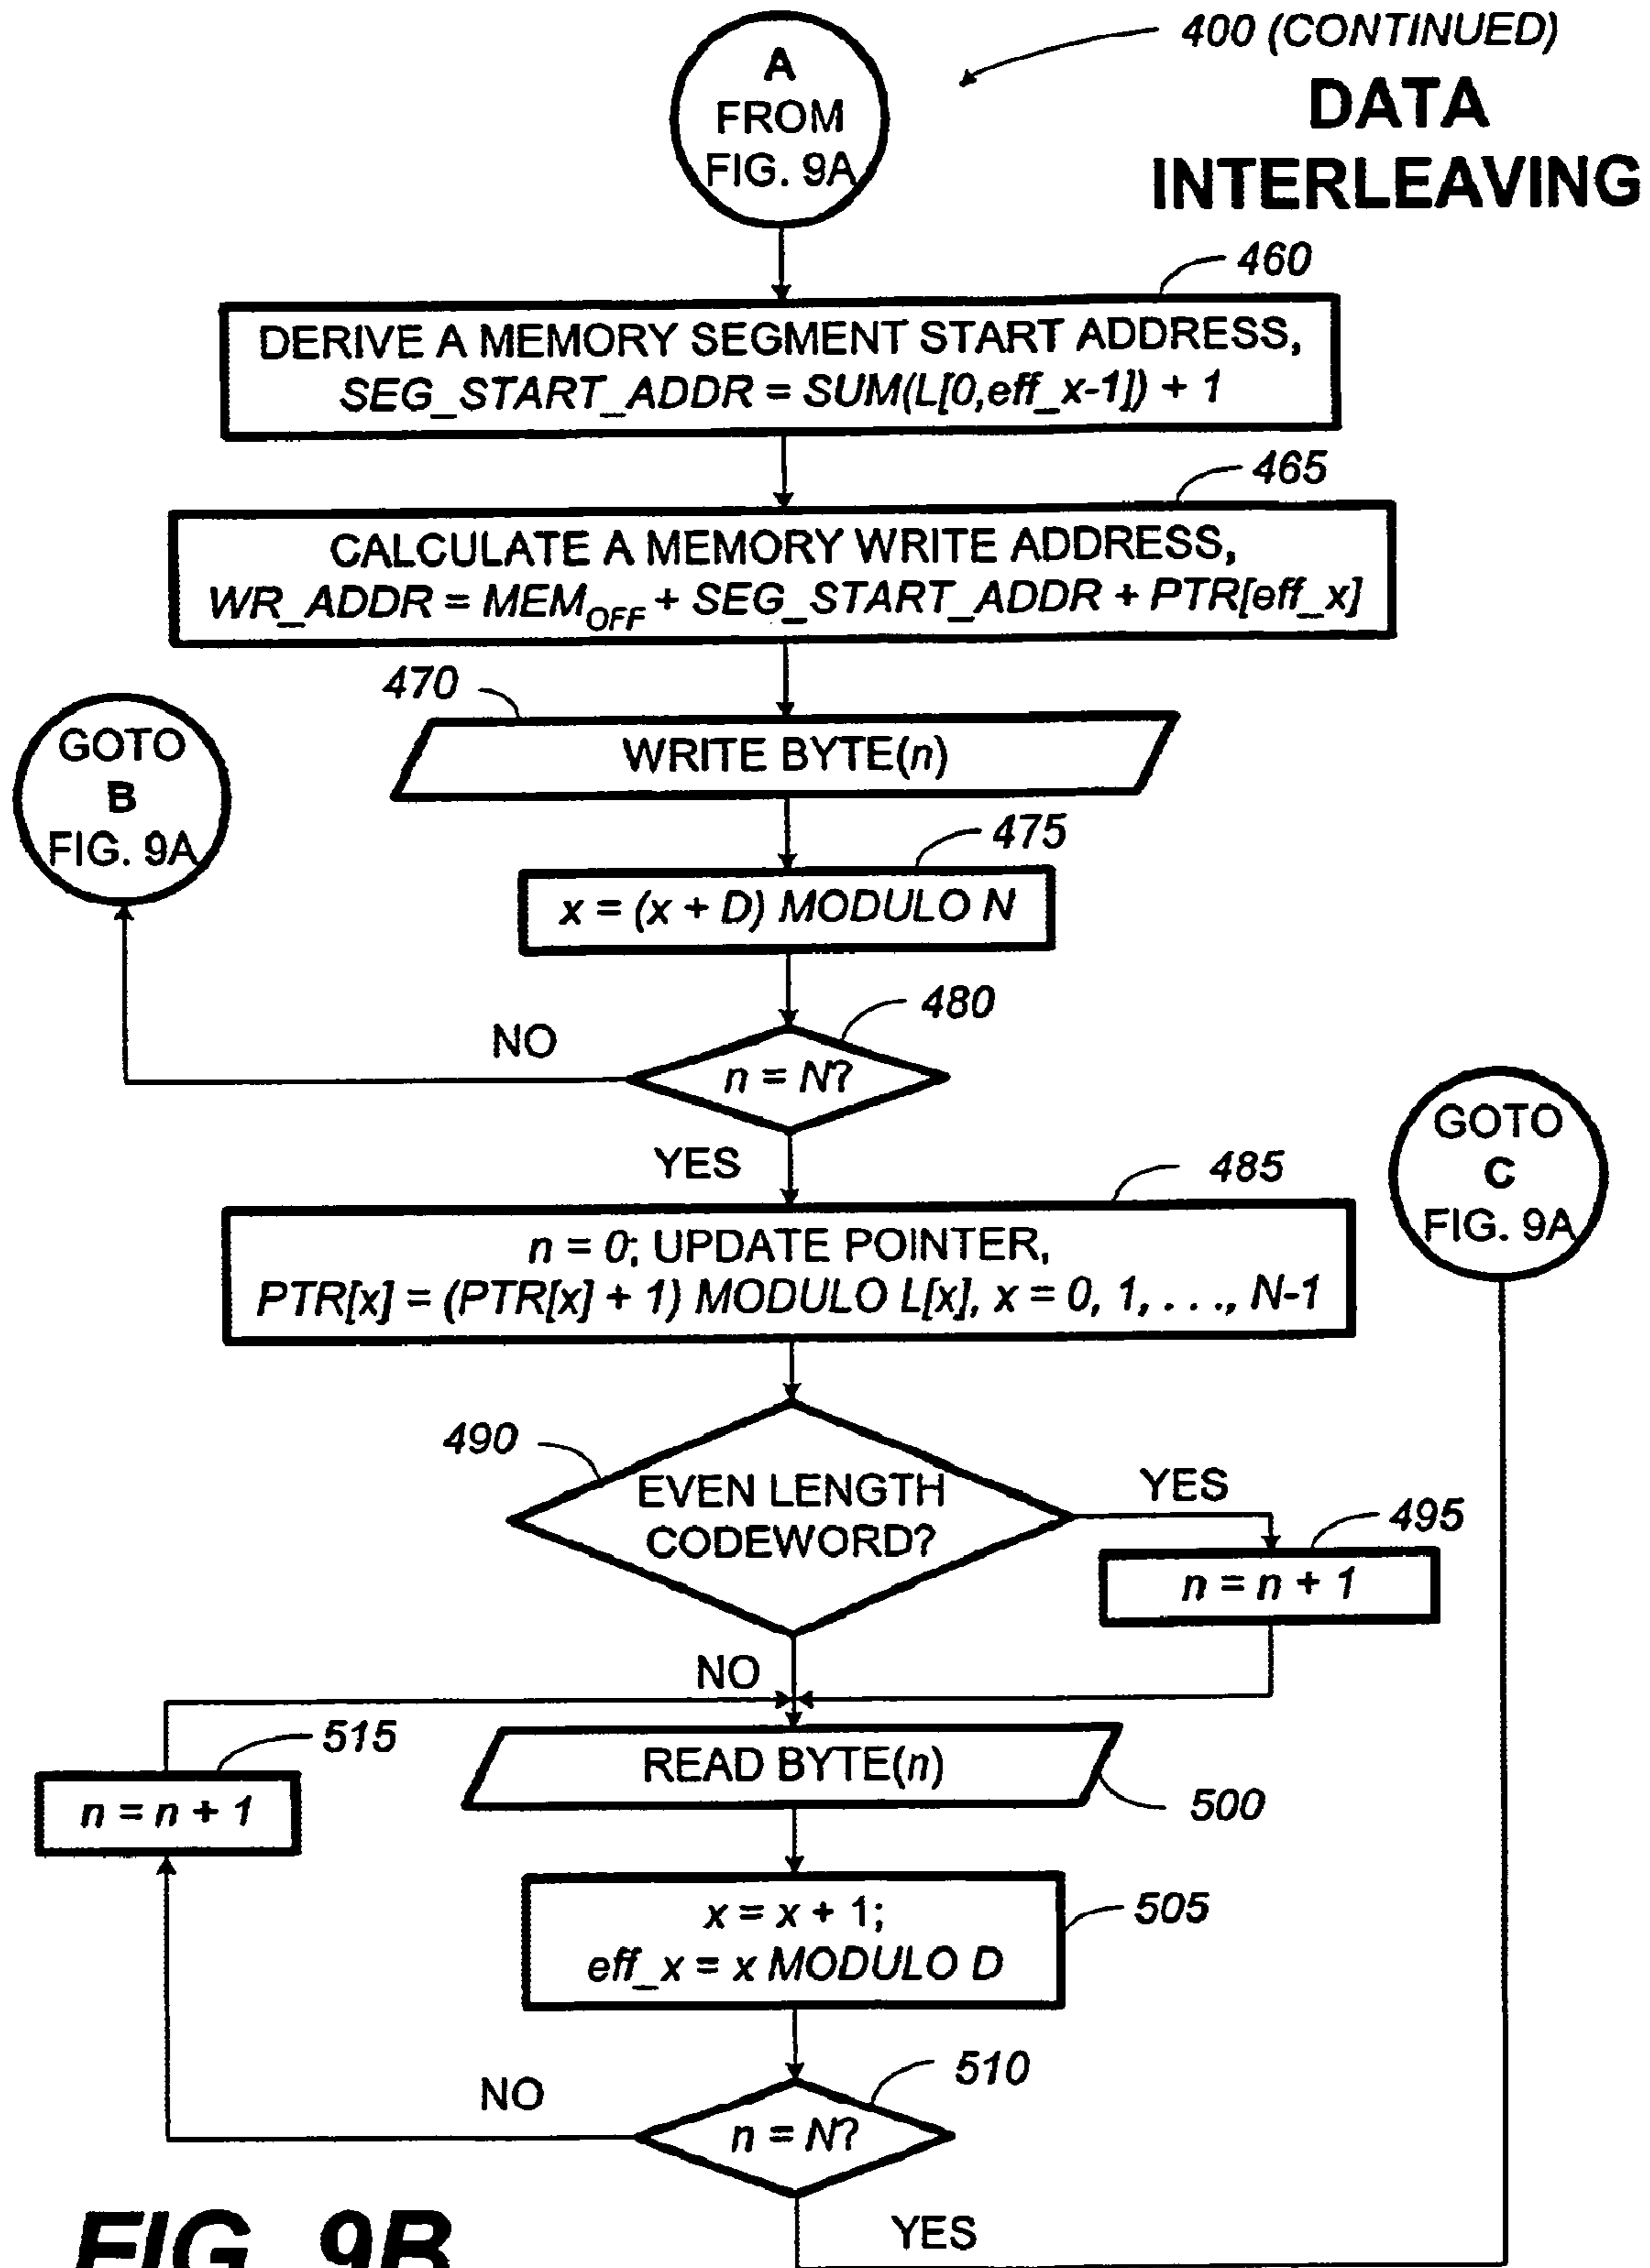 400 (CONTINUED)
DATA
INTERLEAVING
A
FROM
FIG. 9A
460
DERIVE A MEMORY SEGMENT START ADDRESS,
SEG_START_ADDR = SUM(L[0,eff_x-1]) + 1
465
CALCULATE A MEMORY WRITE ADDRESS,
WR_ADDR = MEM_OFF + SEG_START_ADDR + PTR[eff_x]
470
WRITE BYTE(n)
GOTO
B
FIG. 9A
475
x = (x + D) MODULO N
480
NO
n = N?
YES
GOTO
C
FIG. 9A
485
n = 0; UPDATE POINTER,
PTR[x] = (PTR[x] + 1) MODULO L[x], x = 0, 1, . . ., N-1
490
EVEN LENGTH
CODEWORD?
YES
495
n = n + 1
NO
515
n = n + 1
READ BYTE(n)
500
505
x = x + 1;
eff_x = x MODULO D
510
NO
n = N?
YES
FIG. 9B